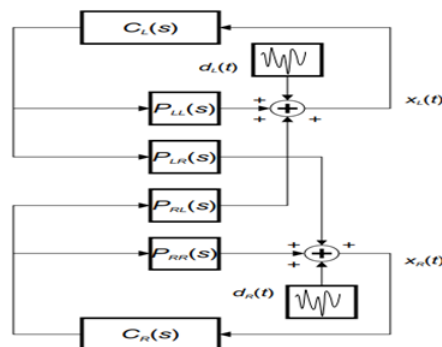 C_L(s)
d_L(t)
P_LL(s)
+
+
+
+
x_L(t)
P_LR(s)
P_RL(s)
P_RR(s)
+
+
+
+
x_R(t)
d_R(t)
C_R(s)